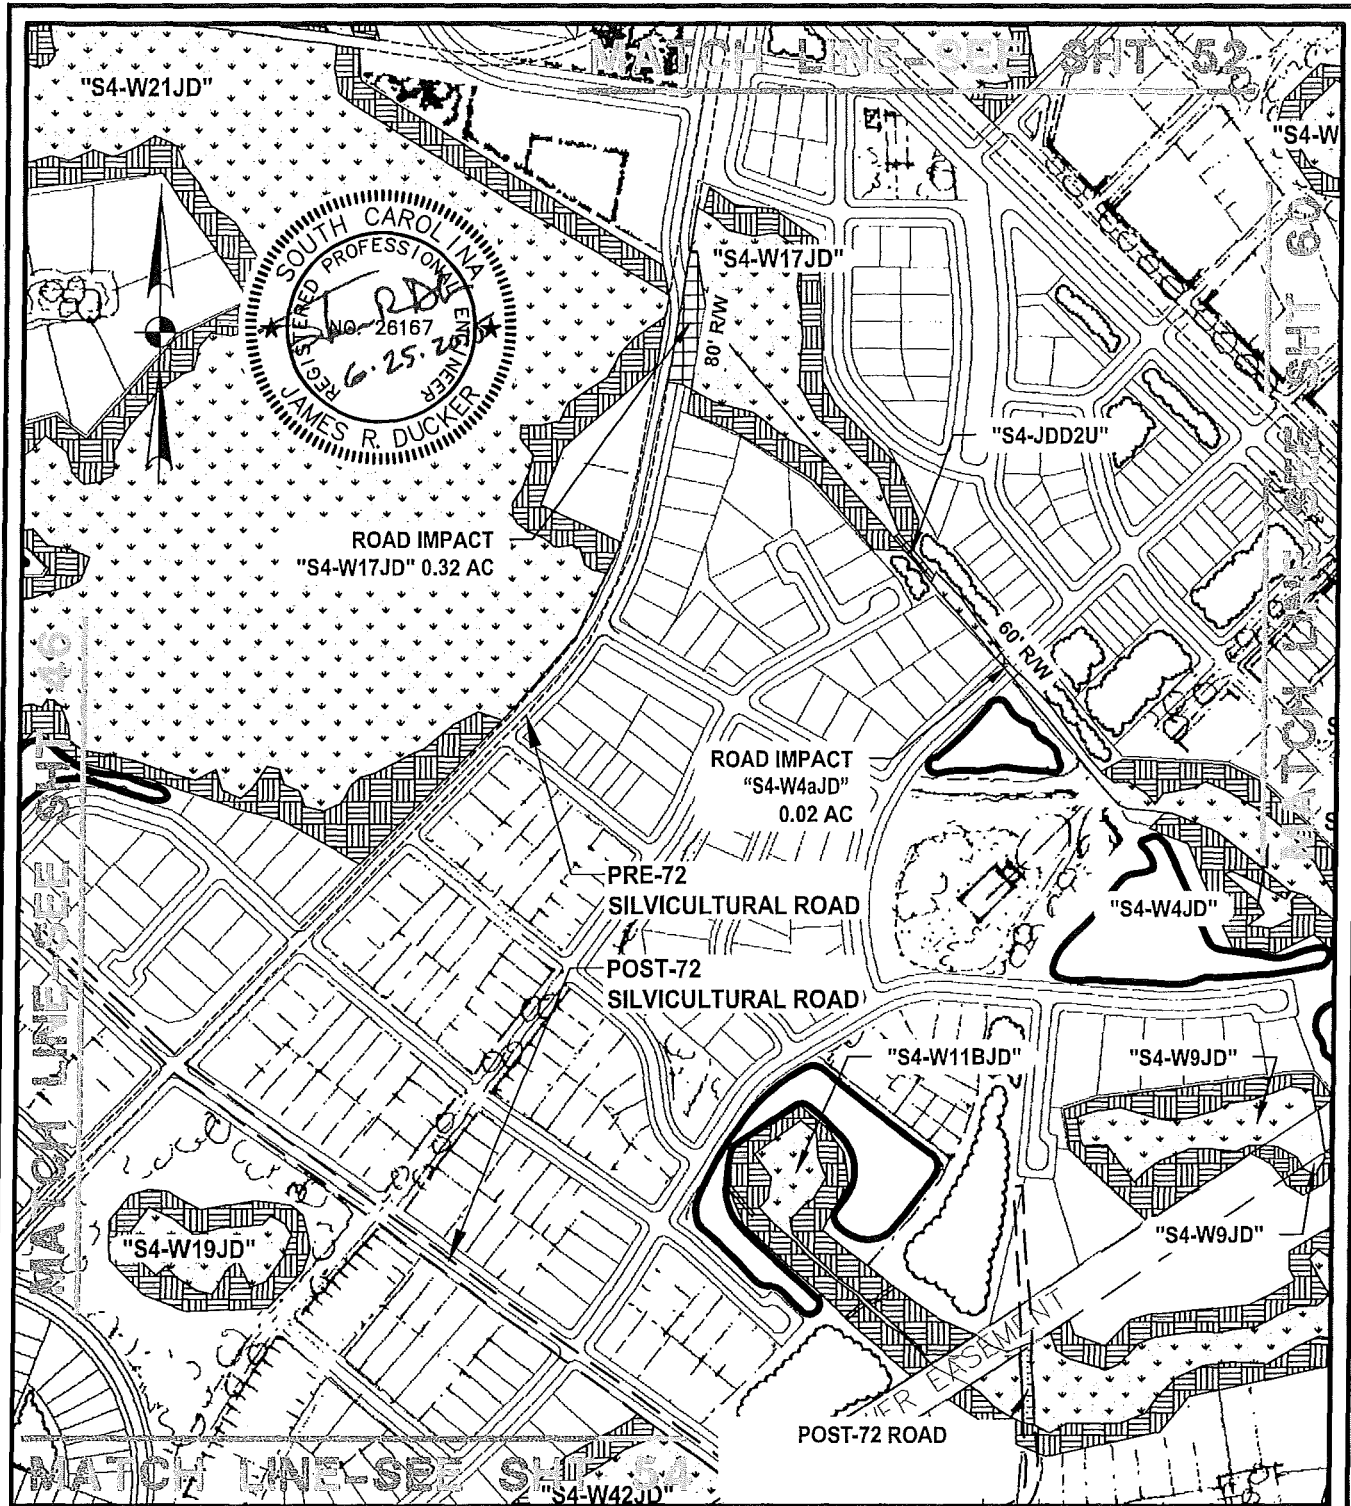 MATCH LINE-SEE SHT 52
"S4-W21JD"
"S4-W
SOUTH CAROLINA
REGISTERED PROFESSIONAL ENGINEER
NO. 26167
JAMES R. DUCKER
"S4-W17JD"
80' R/W
MATCH LINE-SEE SHT 60
"S4-JDD2U"
ROAD IMPACT
"S4-W17JD" 0.32 AC
60' R/W
MATCH LINE-SEE SHT 46
ROAD IMPACT
“S4-W4aJD”
0.02 AC
PRE-72
SILVICULTURAL ROAD
"S4-W4JD"
POST-72
SILVICULTURAL ROAD
"S4-W11BJD"
"S4-W9JD"
"S4-W9JD"
"S4-W19JD"
EASEMENT
POST-72 ROAD
MATCH LINE-SEE SHT 54
"S4-W42JD"